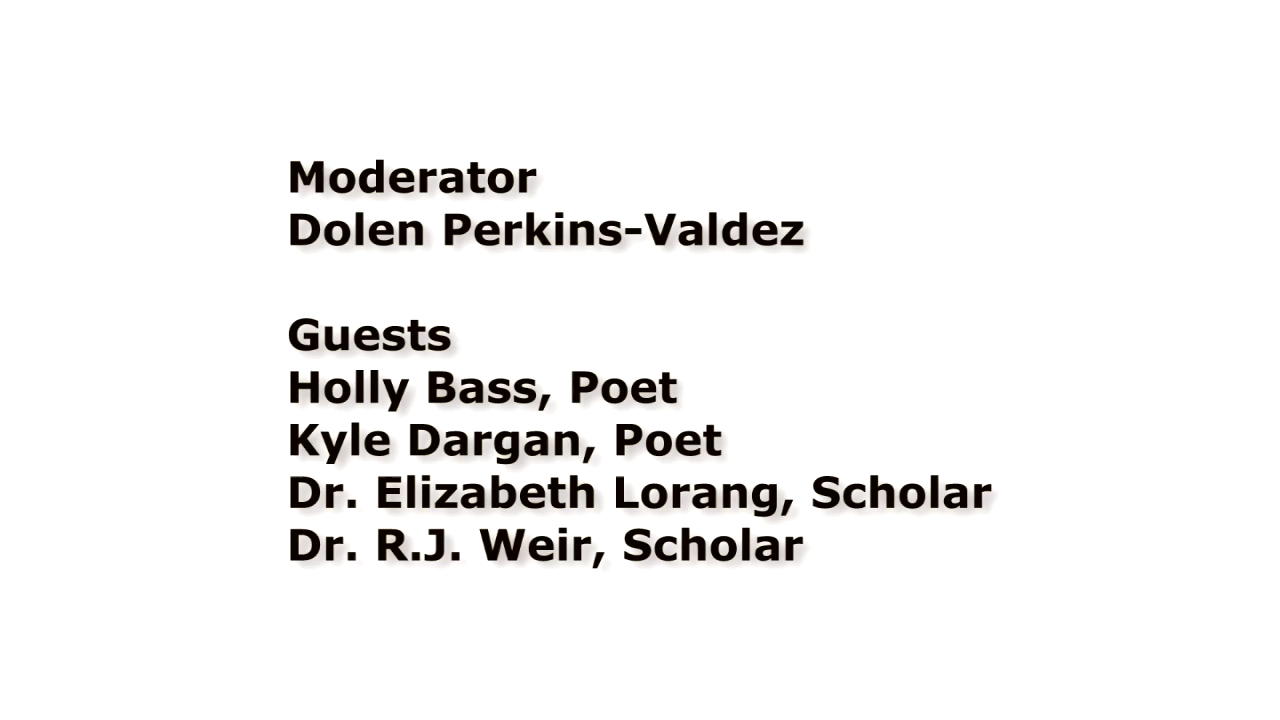 Moderator
Dolen Perkins-Valdez
Guests
Holly Bass, Poet
Kyle Dargan, Poet
Dr. Elizabeth Lorang, Scholar
Dr. R.J. Weir, Scholar